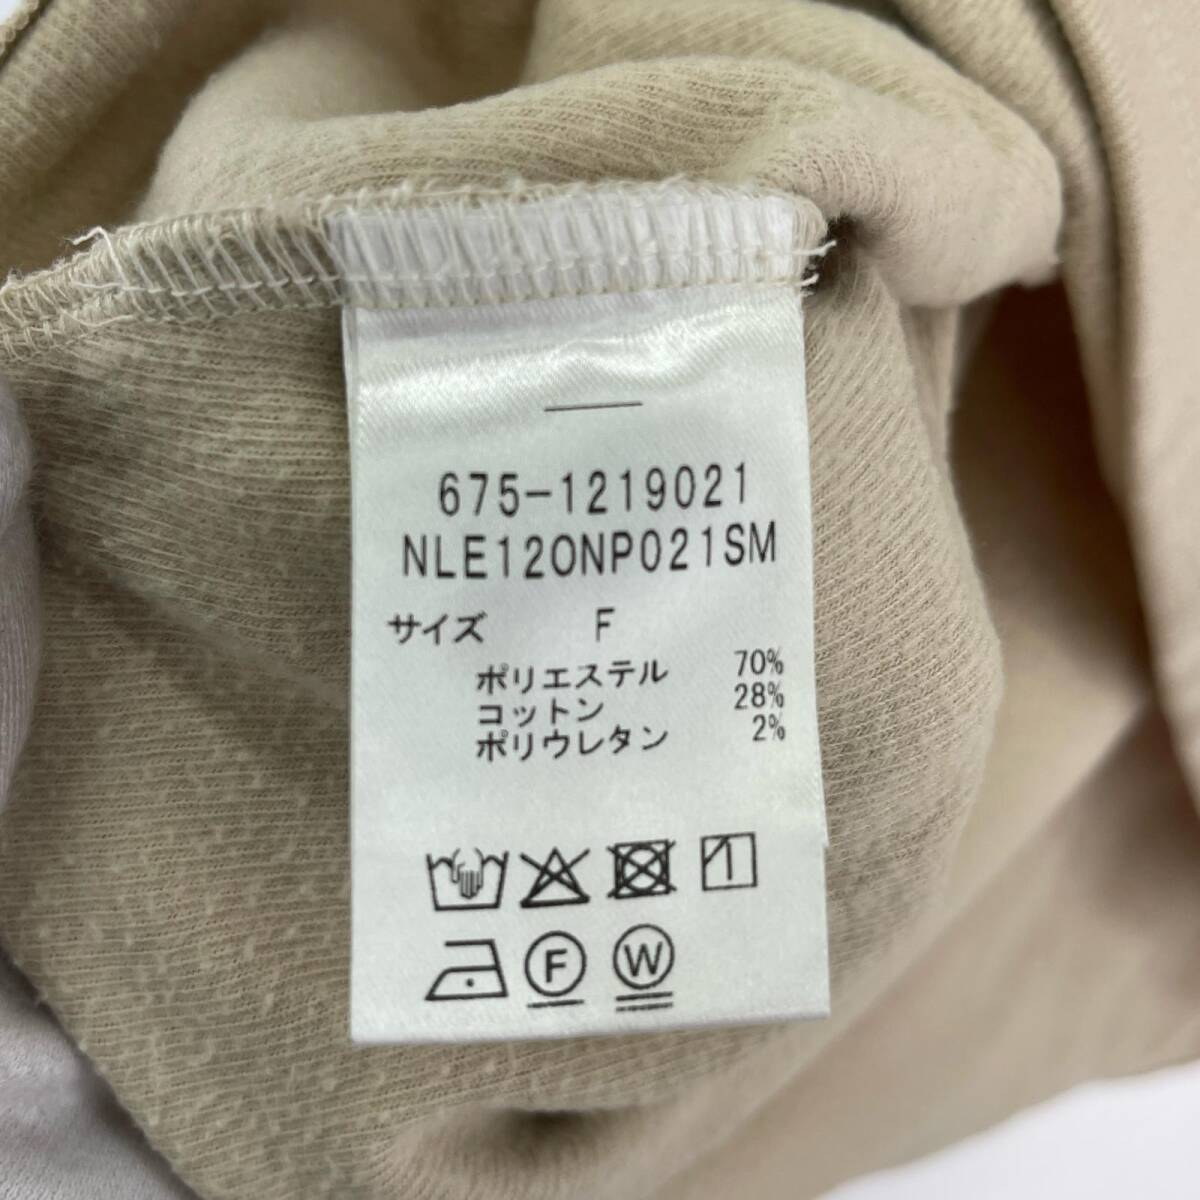 675-1219021
NLE120NP021SM
サイズ F
ポリエステル 70%
コットン 28%
ポリウレタン 2%
F W